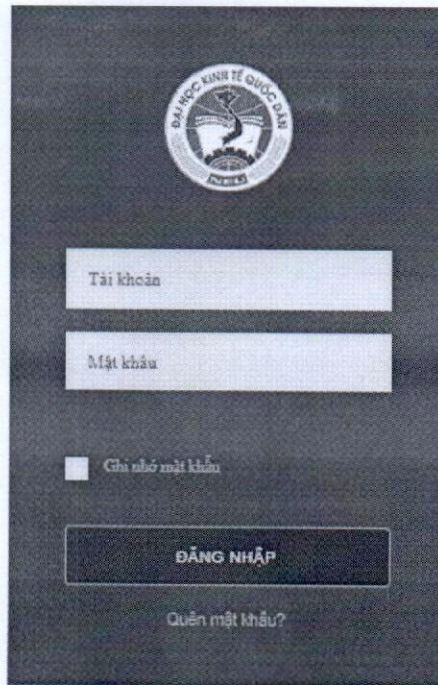 ĐẠI HỌC KINH TẾ QUỐC DÂN
Tài khoản
Mật khẩu
Ghi nhớ mật khẩu
ĐĂNG NHẬP
Quên mật khẩu?